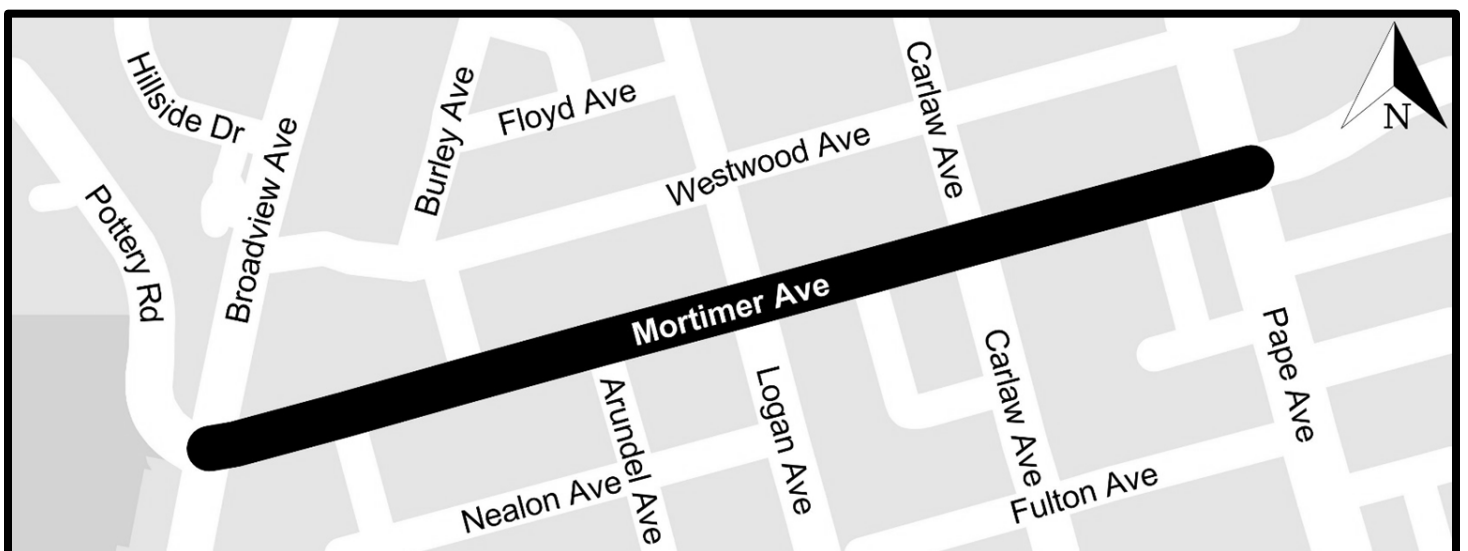 Hillside Dr
Broadview Ave
Burley Ave
Floyd Ave
Carlaw Ave
N
Westwood Ave
Pottery Rd
Mortimer Ave
Pape Ave
Carlaw Ave
Logan Ave
Arundel Ave
Nealon Ave
Fulton Ave